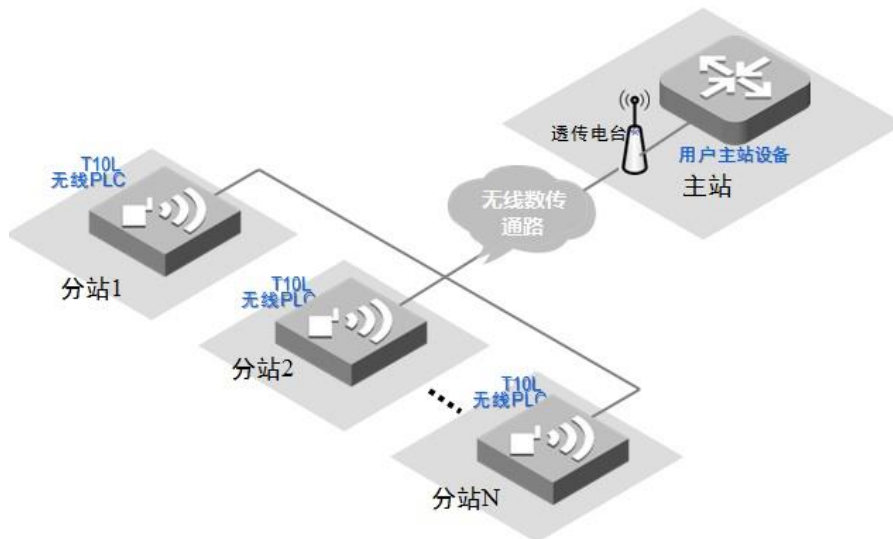 透传电台
用户主站设备
主站
无线数传
通路
T10L
无线PLC
分站1
T10L
无线PLC
分站2
T10L
无线PLC
分站N